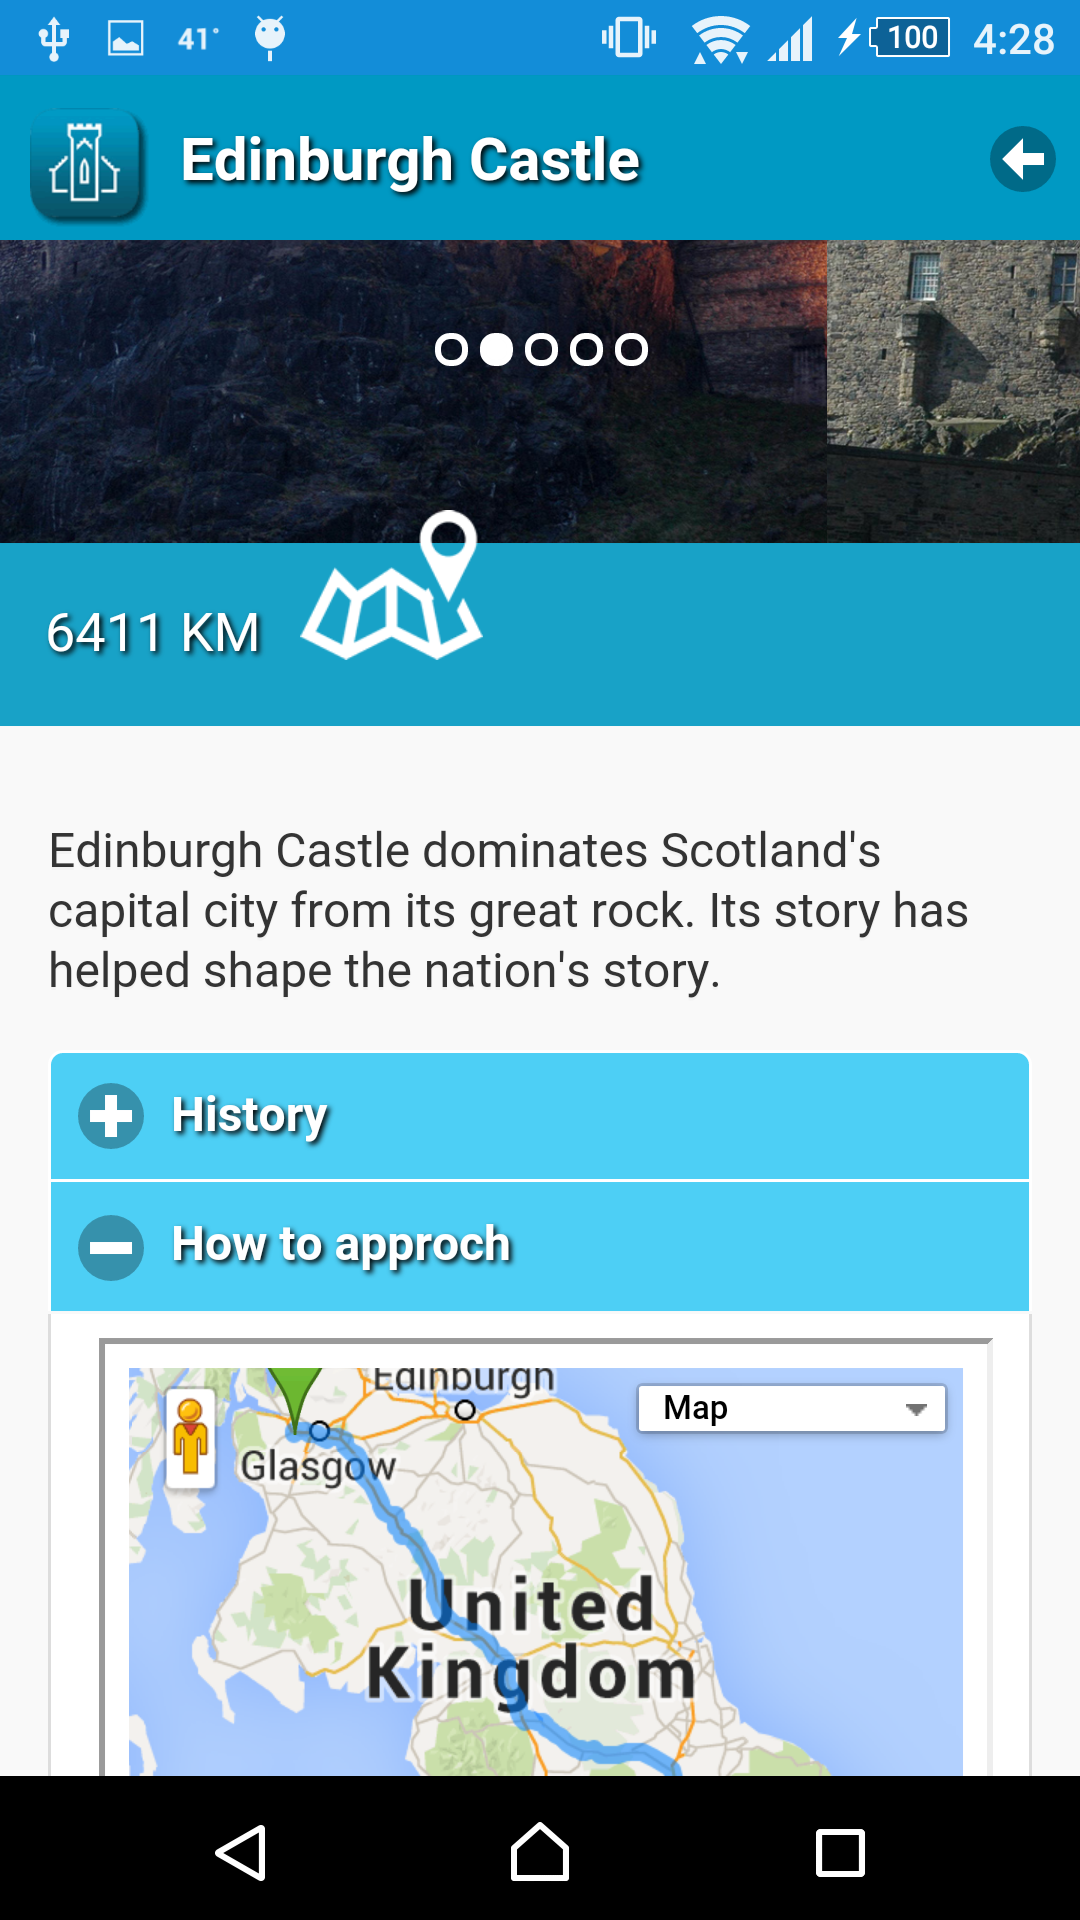 41°
100
4:28
Edinburgh Castle
6411 KM
Edinburgh Castle dominates Scotland's
capital city from its great rock. Its story has
helped shape the nation's story.
History
How to approch
Edinburgh
Map
Glasgow
United
Kingdom